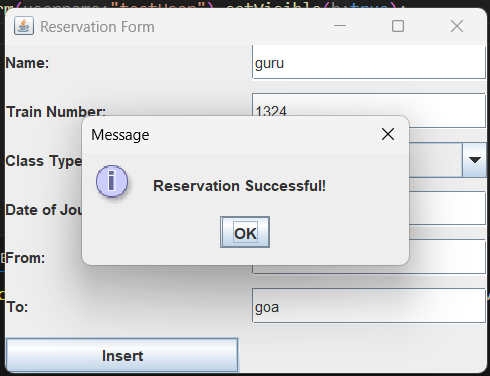 rm(username:"testUser").setVisible(b:true);
Reservation Form
Name:
guru
Train Number:
1324
Message
Class Type
Reservation Successful!
Date of Jou
OK
From:
To:
goa
Insert